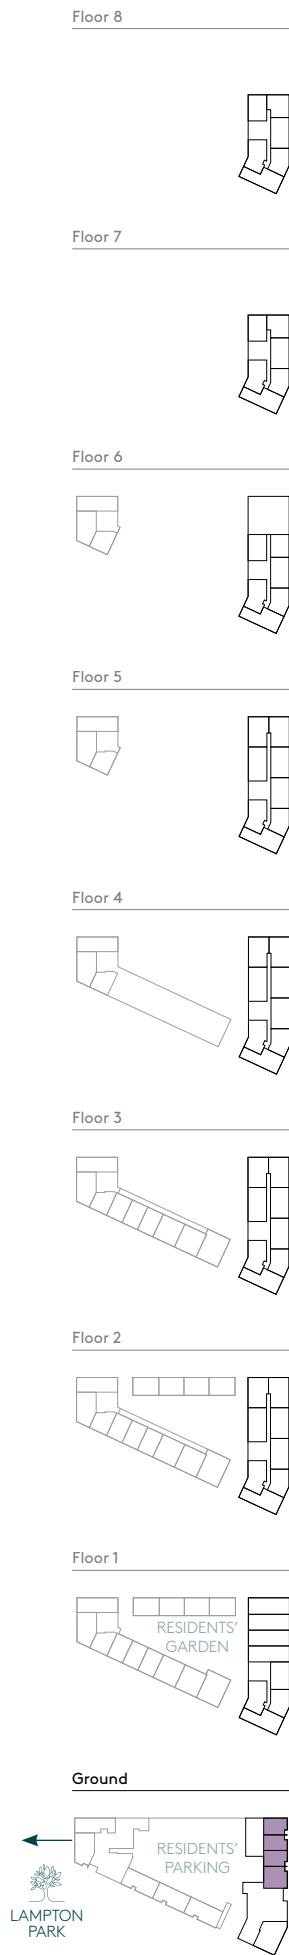 Floor 8
Floor 7
Floor 6
Floor 5
Floor 4
Floor 3
Floor 2
Floor 1
RESIDENTS'
GARDEN
Ground
RESIDENTS'
PARKING
LAMPTON
PARK